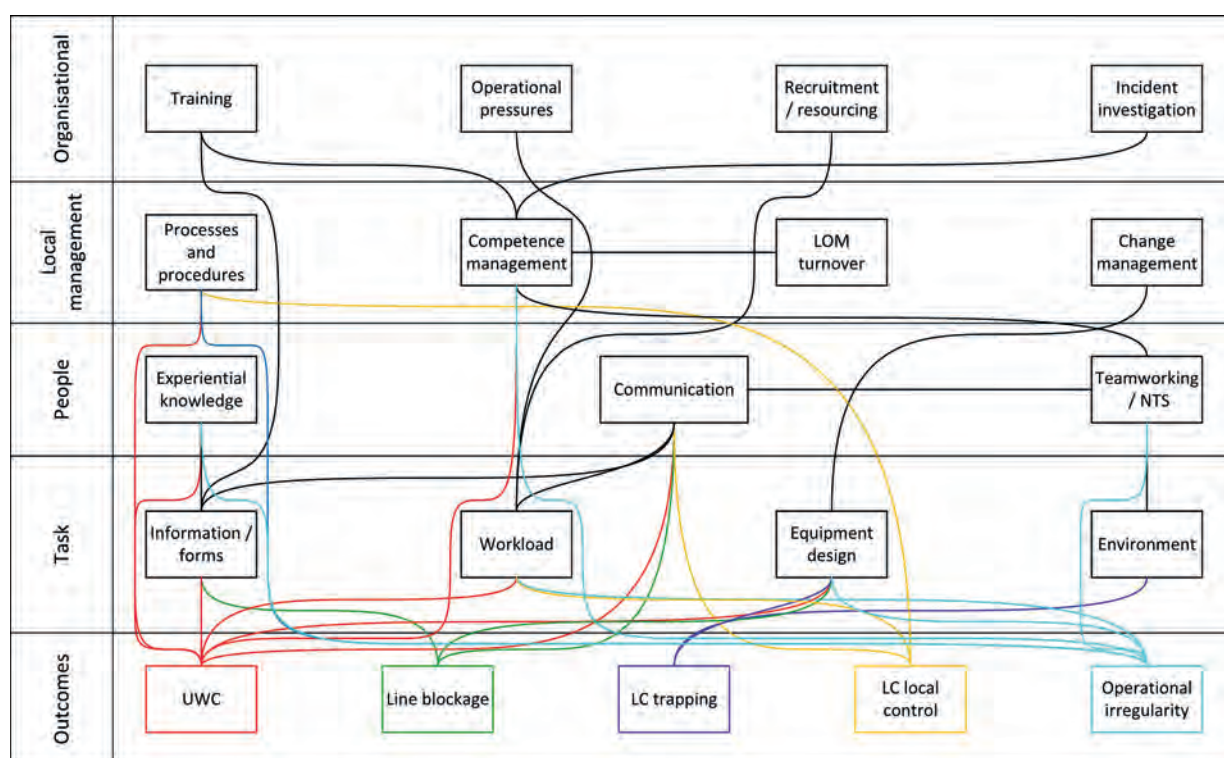 Organisational
Training
Operational
pressures
Recruitment
/ resourcing
Incident
investigation
Local
management
Processes
and
procedures
Competence
management
LOM
turnover
Change
management
People
Experiential
knowledge
Communication
Teamworking
/ NTS
Task
Information /
forms
Workload
Equipment
design
Environment
Outcomes
UWC
Line blockage
LC trapping
LC local
control
Operational
irregularity